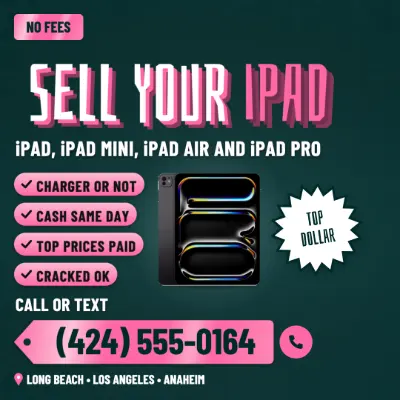 NO FEES
SELL YOUR IPAD
iPAD, iPAD MINI, iPAD AIR AND iPAD PRO
CHARGER OR NOT
CASH SAME DAY
TOP PRICES PAID
CRACKED OK
TOP
DOLLAR
CALL OR TEXT
(424) 555-0164
LONG BEACH • LOS ANGELES • ANAHEIM